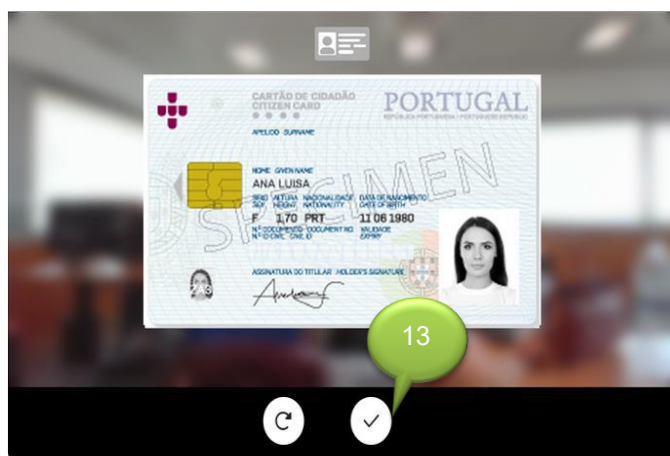 CARTÃO DE CIDADÃO
CITIZEN CARD
PORTUGAL
REPÚBLICA PORTUGUESA / PORTUGUESE REPUBLIC
APELIDO SURNAME
NOME GIVEN NAME
ANA LUISA
SEXO ALTURA NACIONALIDADE DATA DE NASCIMENTO
SEX HEIGHT NATIONALITY DATE OF BIRTH
F 1,70 PRT 11 06 1980
Nº DOCUMENTO DOCUMENT NO. VALIDADE
EXPIRY
SPECIMEN
ASSINATURA DO TITULAR HOLDER'S SIGNATURE
13